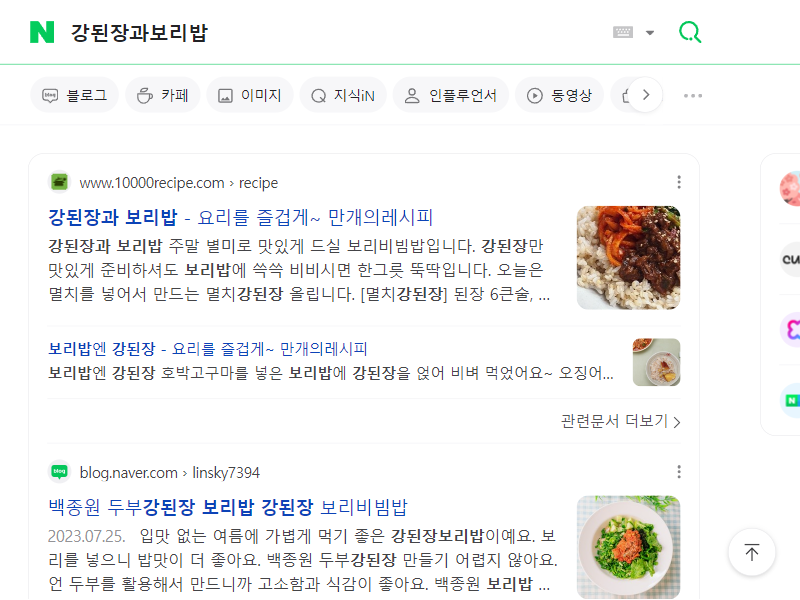 N 강된장과보리밥
블로그 카페 이미지 지식iN 인플루언서 동영상
www.10000recipe.com › recipe
강된장과 보리밥 - 요리를 즐겁게~ 만개의레시피
강된장과 보리밥 주말 별미로 맛있게 드실 보리비빔밥입니다. 강된장만
맛있게 준비하셔도 보리밥에 쓱쓱 비비시면 한그릇 뚝딱입니다. 오늘은
멸치를 넣어서 만드는 멸치강된장 올립니다. [멸치강된장] 된장 6큰술, ...
보리밥엔 강된장 - 요리를 즐겁게~ 만개의레시피
보리밥엔 강된장 호박고구마를 넣은 보리밥에 강된장을 얹어 비벼 먹었어요~ 오징어...
관련문서 더보기
blog.naver.com › linsky7394
백종원 두부강된장 보리밥 강된장 보리비빔밥
2023.07.25. 입맛 없는 여름에 가볍게 먹기 좋은 강된장보리밥이예요. 보
리를 넣으니 밥맛이 더 좋아요. 백종원 두부강된장 만들기 어렵지 않아요.
언 두부를 활용해서 만드니까 고소함과 식감이 좋아요. 백종원 보리밥 ...